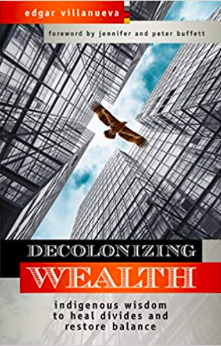 edgar villanueva
foreword by jennifer and peter buffett
DECOLONIZING
WEALTH
indigenous wisdom
to heal divides and
restore balance